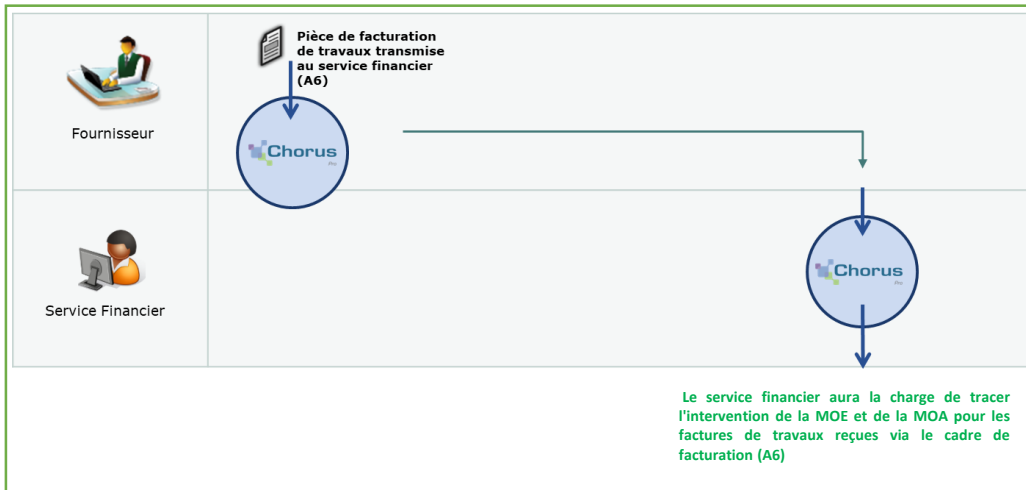 Pièce de facturation
de travaux transmise
au service financier
(A6)
Fournisseur
Chorus
Pro
Service Financier
Chorus
Pro
Le service financier aura la charge de tracer
l'intervention de la MOE et de la MOA pour les
factures de travaux reçues via le cadre de
facturation (A6)